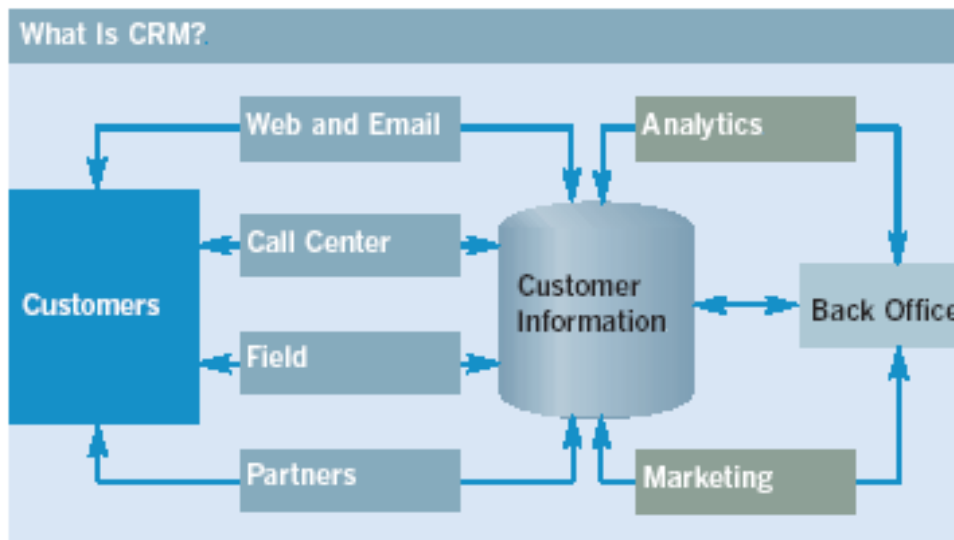 What Is CRM?.
Web and Email
Analytics
Call Center
Customers
Customer
Information
Back Office
Field
Partners
Marketing